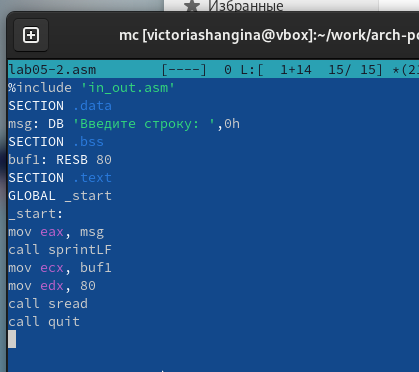 Избранные
mc [victoriashangina@vbox]:~/work/arch-pc
lab05-2.asm [----] 0 L:[ 1+14 15/ 15] *(21
%include 'in_out.asm'
SECTION .data
msg: DB 'Введите строку: ',0h
SECTION .bss
buf1: RESB 80
SECTION .text
GLOBAL _start
_start:
mov eax, msg
call sprintLF
mov ecx, buf1
mov edx, 80
call sread
call quit